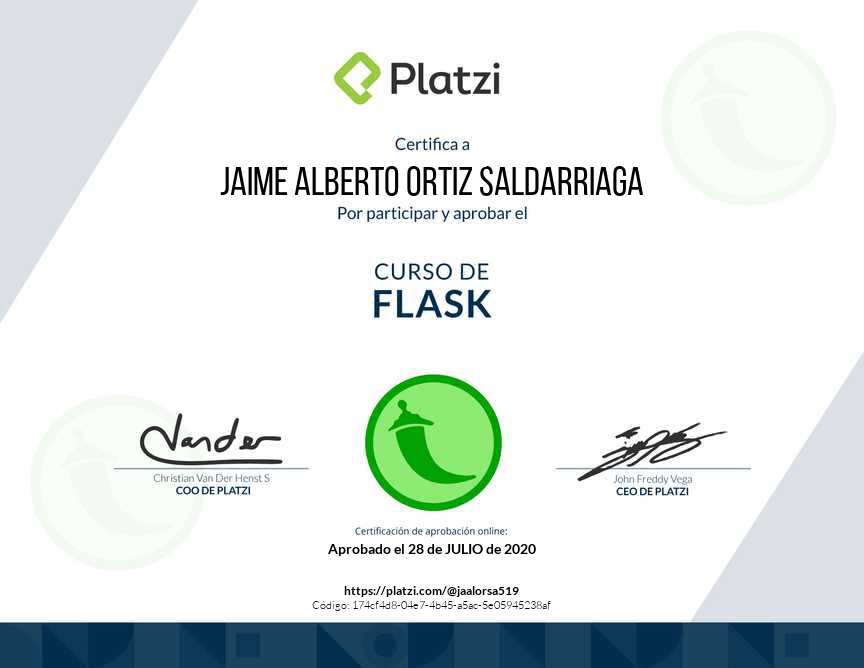 Platzi
Certifica a
JAIME ALBERTO ORTIZ SALDARRIAGA
Por participar y aprobar el
CURSO DE
FLASK
Christian Van Der Henst S
COO DE PLATZI
John Freddy Vega
CEO DE PLATZI
Certificación de aprobación online:
Aprobado el 28 de JULIO de 2020
https://platzi.com/@jaalorsa519
Código: 174cf4d8-04e7-4b45-a5ac-5e05945238af